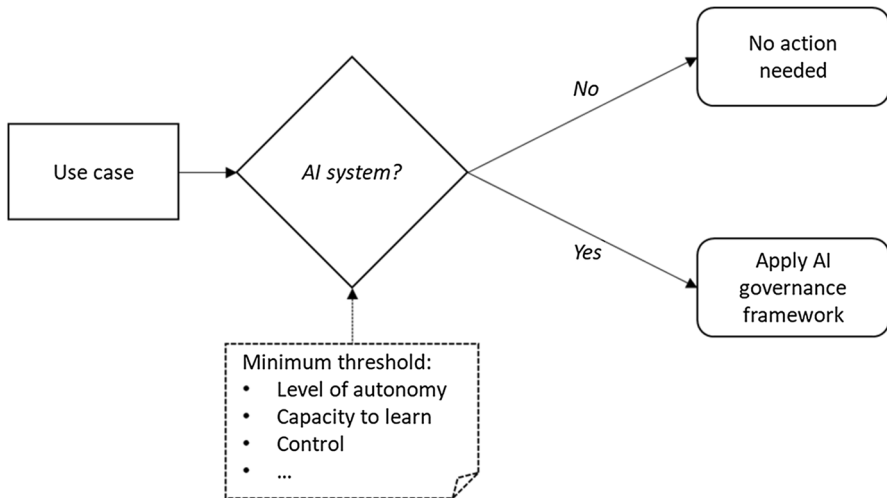 No action
needed
No
Use case
AI system?
Yes
Apply AI
governance
framework
Minimum threshold:
• Level of autonomy
• Capacity to learn
• Control
• ...